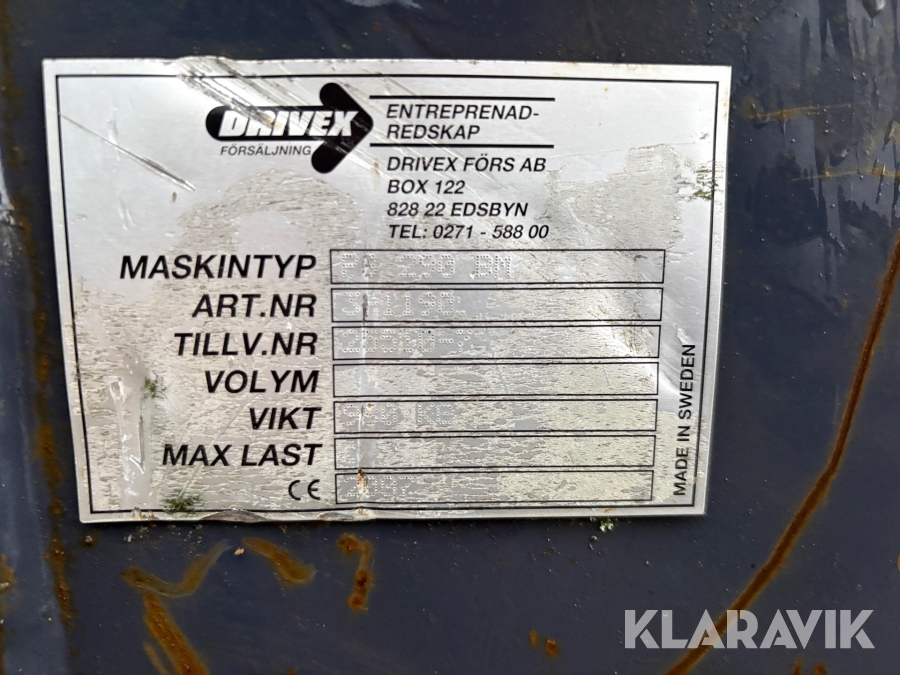 DRIVEX
FÖRSÄLJNING
ENTREPRENAD-
REDSKAP
DRIVEX FÖRS AB
BOX 122
828 22 EDSBYN
TEL: 0271 - 588 00
MASKINTYP
ART.NR
TILLV.NR
VOLYM
VIKT
MAX LAST
CE
MADE IN SWEDEN
KLARAVIK